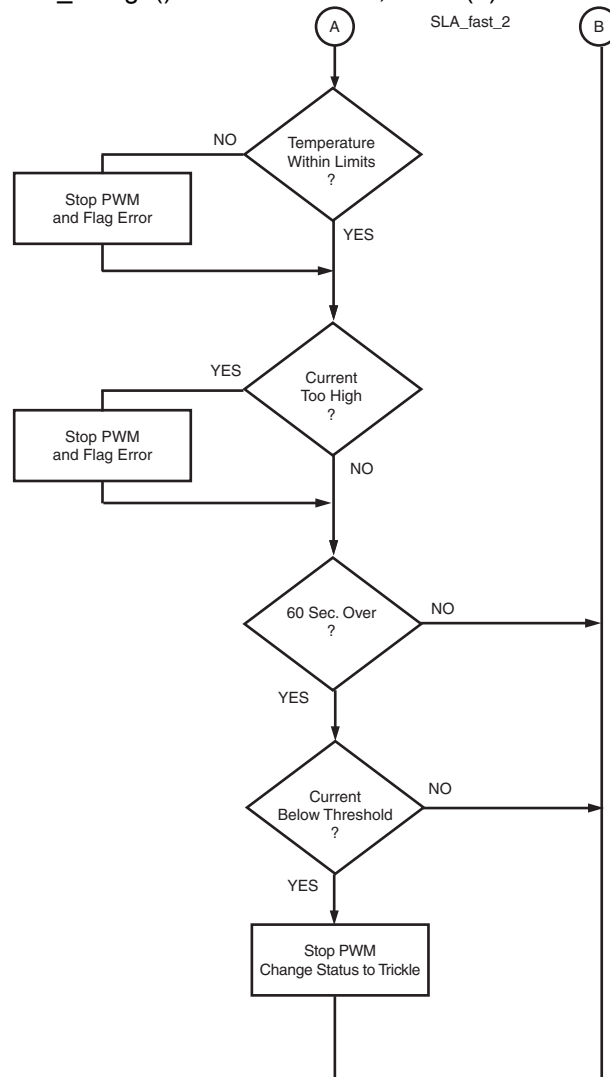 A
SLA_fast_2
B
NO
Temperature
Within Limits
?
Stop PWM
and Flag Error
YES
YES
Current
Too High
?
Stop PWM
and Flag Error
NO
60 Sec. Over
?
NO
YES
Current
Below Threshold
?
NO
YES
Stop PWM
Change Status to Trickle